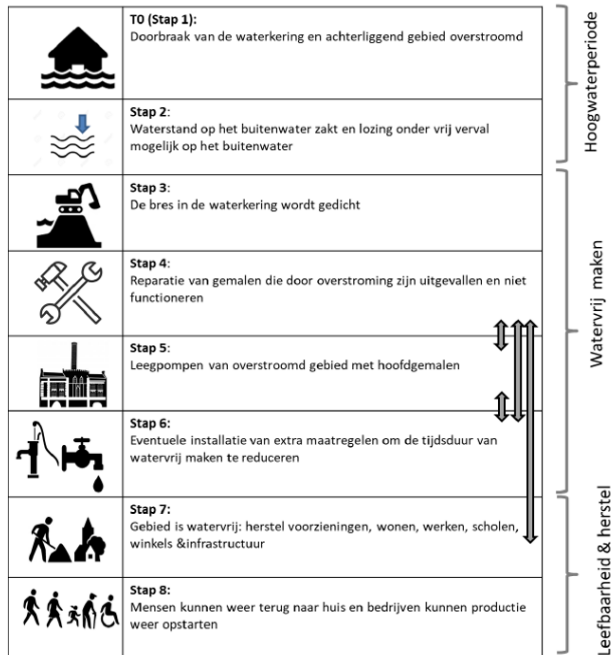 T0 (Stap 1):
Doorbraak van de waterkering en achterliggend gebied overstroomd
Stap 2:
Waterstand op het buitenwater zakt en lozing onder vrij verval
mogelijk op het buitenwater
Stap 3:
De bres in de waterkering wordt gedicht
Stap 4:
Reparatie van gemalen die door overstroming zijn uitgevallen en niet
functioneren
Stap 5:
Leegpompen van overstroomd gebied met hoofdgemalen
Stap 6:
Eventuele installatie van extra maatregelen om de tijdsduur van
watervrij maken te reduceren
Stap 7:
Gebied is watervrij: herstel voorzieningen, wonen, werken, scholen,
winkels &infrastructuur
Stap 8:
Mensen kunnen weer terug naar huis en bedrijven kunnen productie
weer opstarten
Hoogwaterperiode
Watervrij maken
Leefbaarheid & herstel